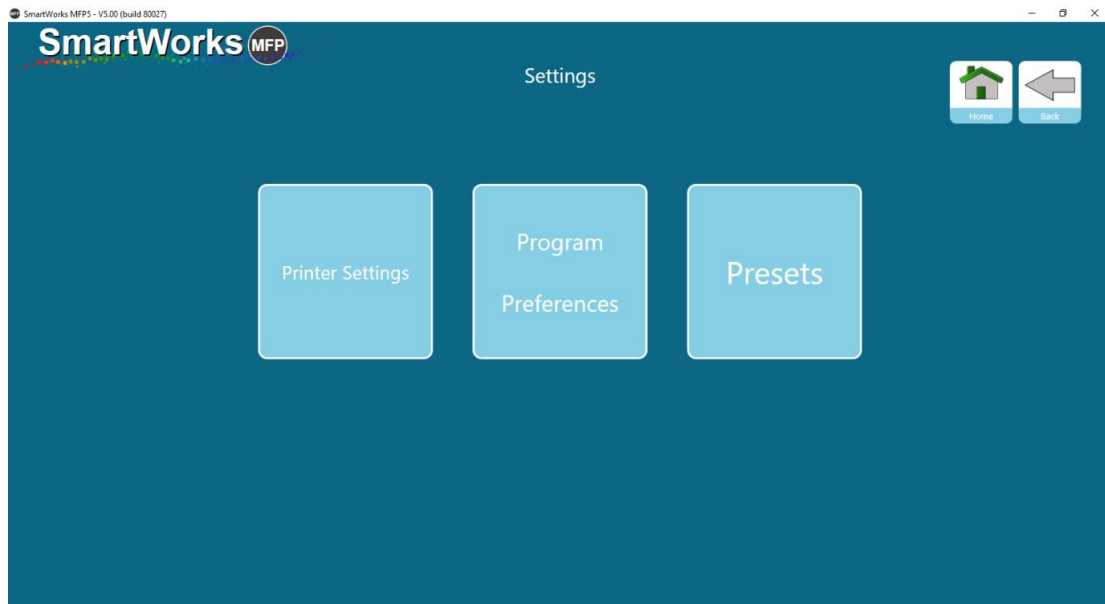 SmartWorks MFP5 - V5.00 (build 80027)
SmartWorks MFP
Settings
Home
Back
Printer Settings
Program
Preferences
Presets